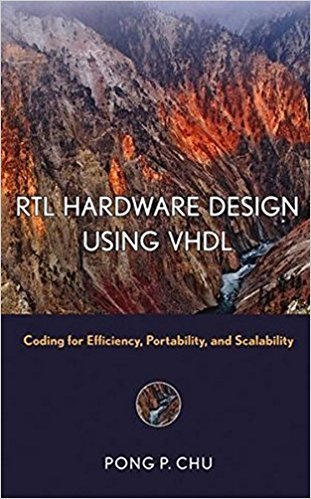 RTL HARDWARE DESIGN
USING VHDL
Coding for Efficiency, Portability, and Scalability
PONG P. CHU